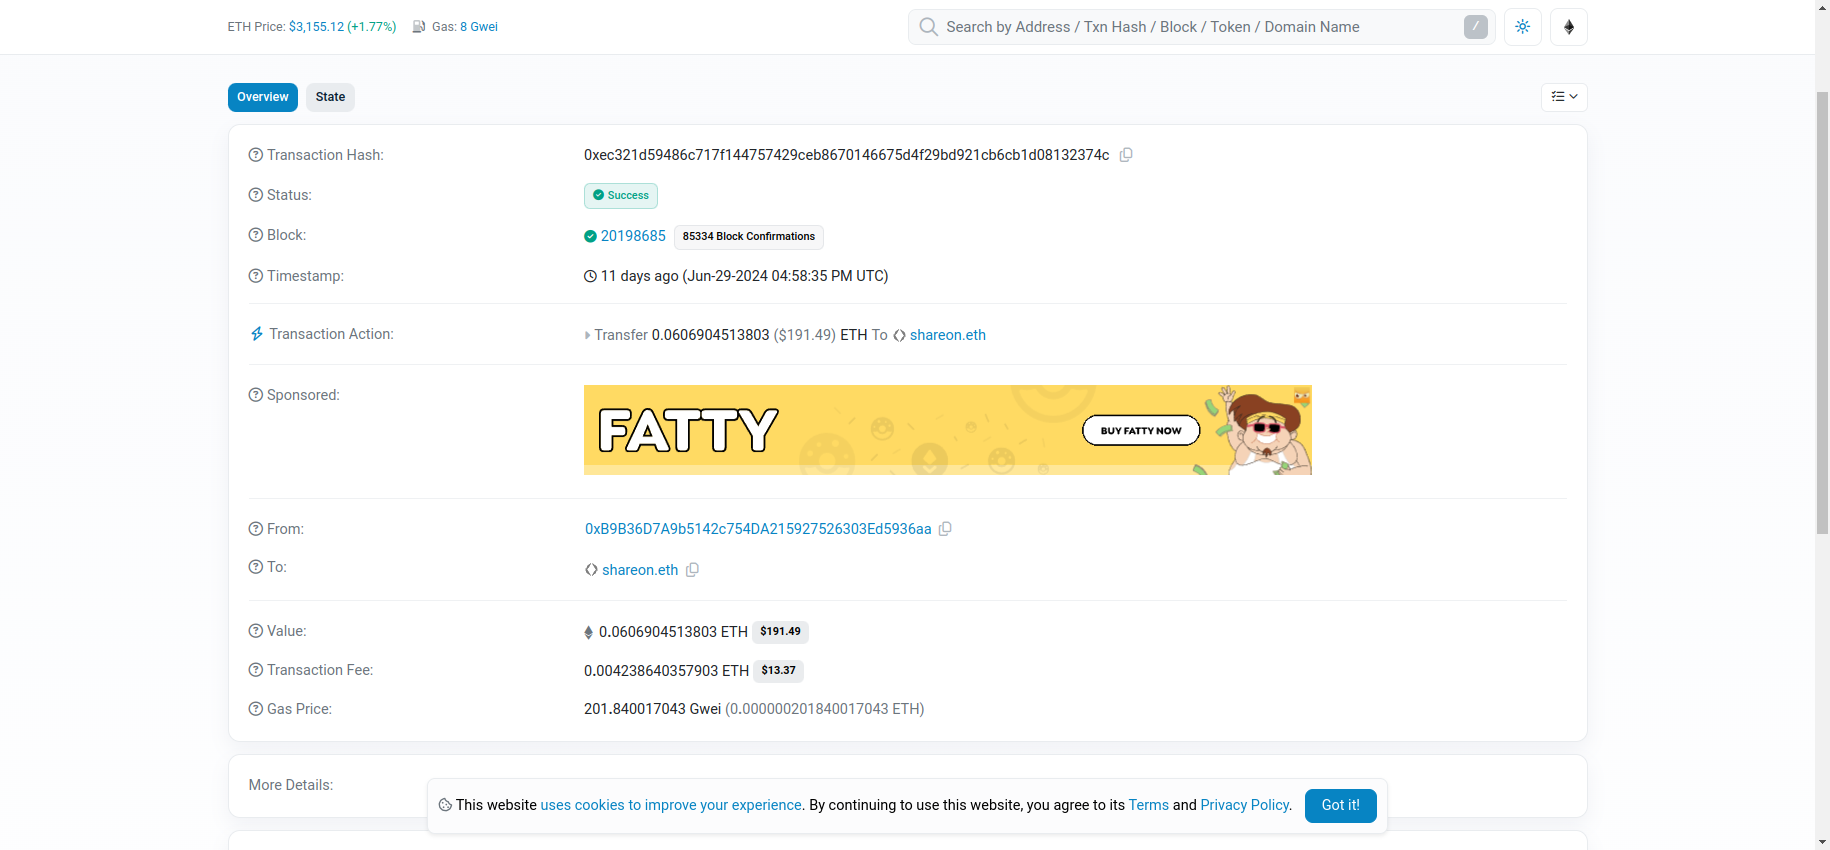 ETH Price: $3,155.12 (+1.77%) Gas: 8 Gwei
Search by Address / Txn Hash / Block / Token / Domain Name /
Overview State
Transaction Hash: 0xec321d59486c717f144757429ceb8670146675d4f29bd921cb6cb1d08132374c
Status: Success
Block: 20198685 85334 Block Confirmations
Timestamp: 11 days ago (Jun-29-2024 04:58:35 PM UTC)
Transaction Action: Transfer 0.0606904513803 ($191.49) ETH To shareon.eth
Sponsored:
FATTY
BUY FATTY NOW
From: 0xB9B36D7A9b5142c754DA215927526303Ed5936aa
To: shareon.eth
Value: 0.0606904513803 ETH $191.49
Transaction Fee: 0.004238640357903 ETH $13.37
Gas Price: 201.840017043 Gwei (0.000000201840017043 ETH)
More Details:
This website uses cookies to improve your experience. By continuing to use this website, you agree to its Terms and Privacy Policy. Got it!